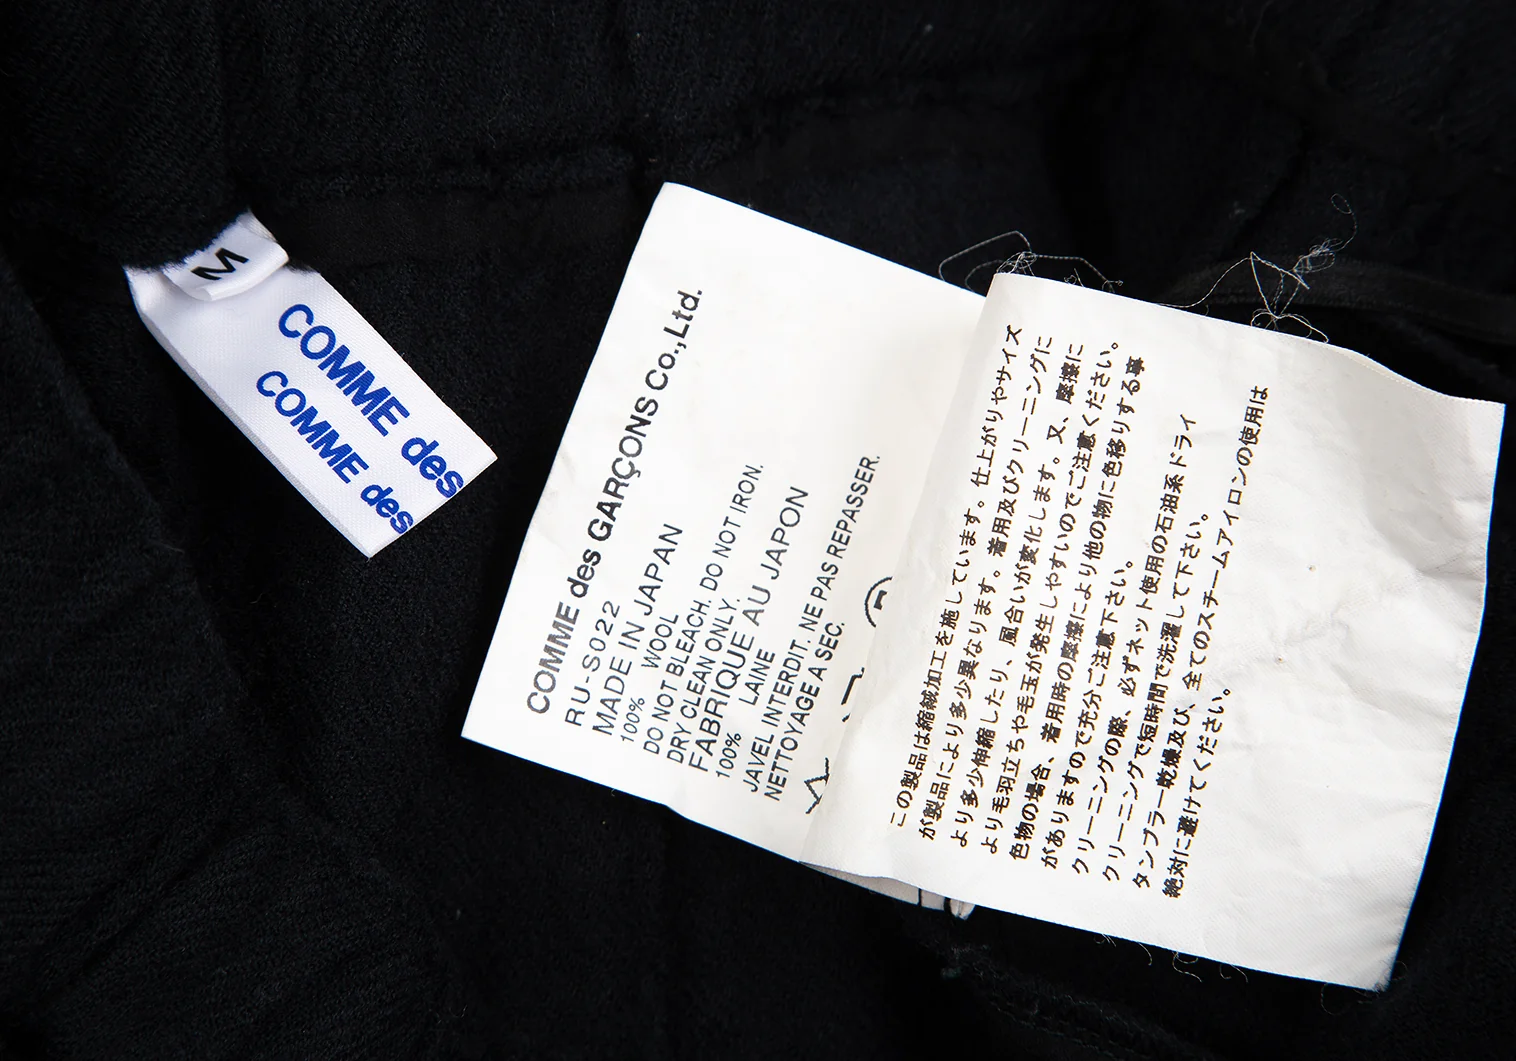 M
COMME des
COMME des
COMME des GARÇONS Co.,Ltd.
RU-S022
MADE IN JAPAN
100% WOOL
DO NOT BLEACH. DO NOT IRON.
DRY CLEAN ONLY.
FABRIQUE AU JAPON
100% LAINE
JAVEL INTERDIT. NE PAS REPASSER.
NETTOYAGE A SEC.
この製品は縮絨加工を施しています。仕上がりやサイズ
が製品により多少異なります。着用及びクリーニングに
より多少伸縮したり、風合いが変化します。又、摩擦に
より毛羽立ちや毛玉が発生しやすいのでご注意ください。
色物の場合、着用時の摩擦により他の物に色移りする事
がありますので充分ご注意下さい。
クリーニングの際、必ずネット使用の石油系ドライ
クリーニングで短時間で洗濯して下さい。
タンブラー乾燥及び、全てのスチームアイロンの使用は
絶対に避けてください。